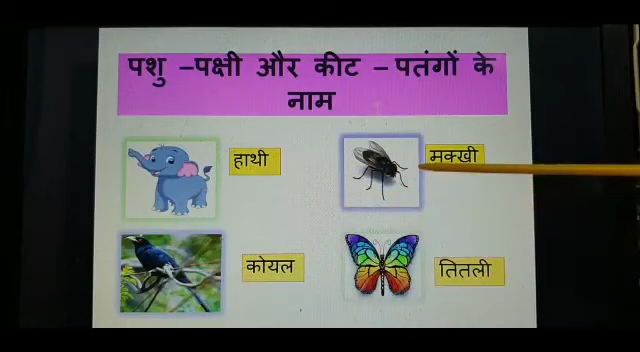 पशु –पक्षी और कीट – पतंगों के
नाम
हाथी
मक्खी
कोयल
तितली